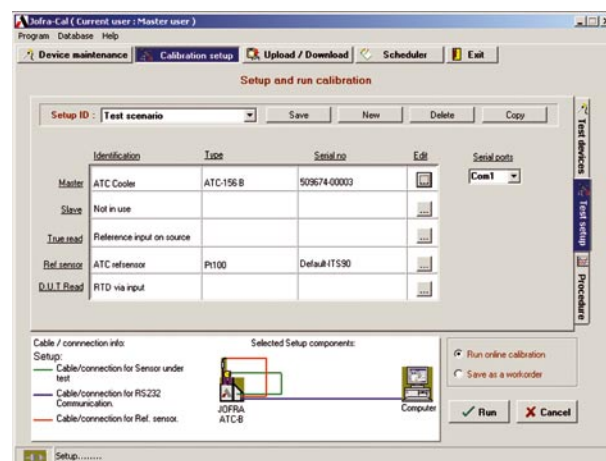 Jofra-Cal ( Current user : Master user )
Program Database Help
Device maintenance Calibration setup Upload / Download Scheduler Exit
Setup and run calibration
Setup ID : Test scenario Save New Delete Copy
Identification Type Serial no Edit Serial ports
Master ATC Cooler ATC-156 B 509674-00003 ... Com1
Slave Not in use ...
True read Reference input on source ...
Ref sensor ATC refsensor Pt100 Default-ITS90 ...
D.U.T Read RTD via input ...
Test devices
Test setup
Procedure
Cable / connnection info: Selected Setup components:
Setup:
Cable/connection for Sensor under
test
Cable/connection for RS232
Communication.
Cable/connection for Ref. sensor.
JOFRA
ATC-B
Computer
Run online calibration
Save as a workorder
Run Cancel
Setup........